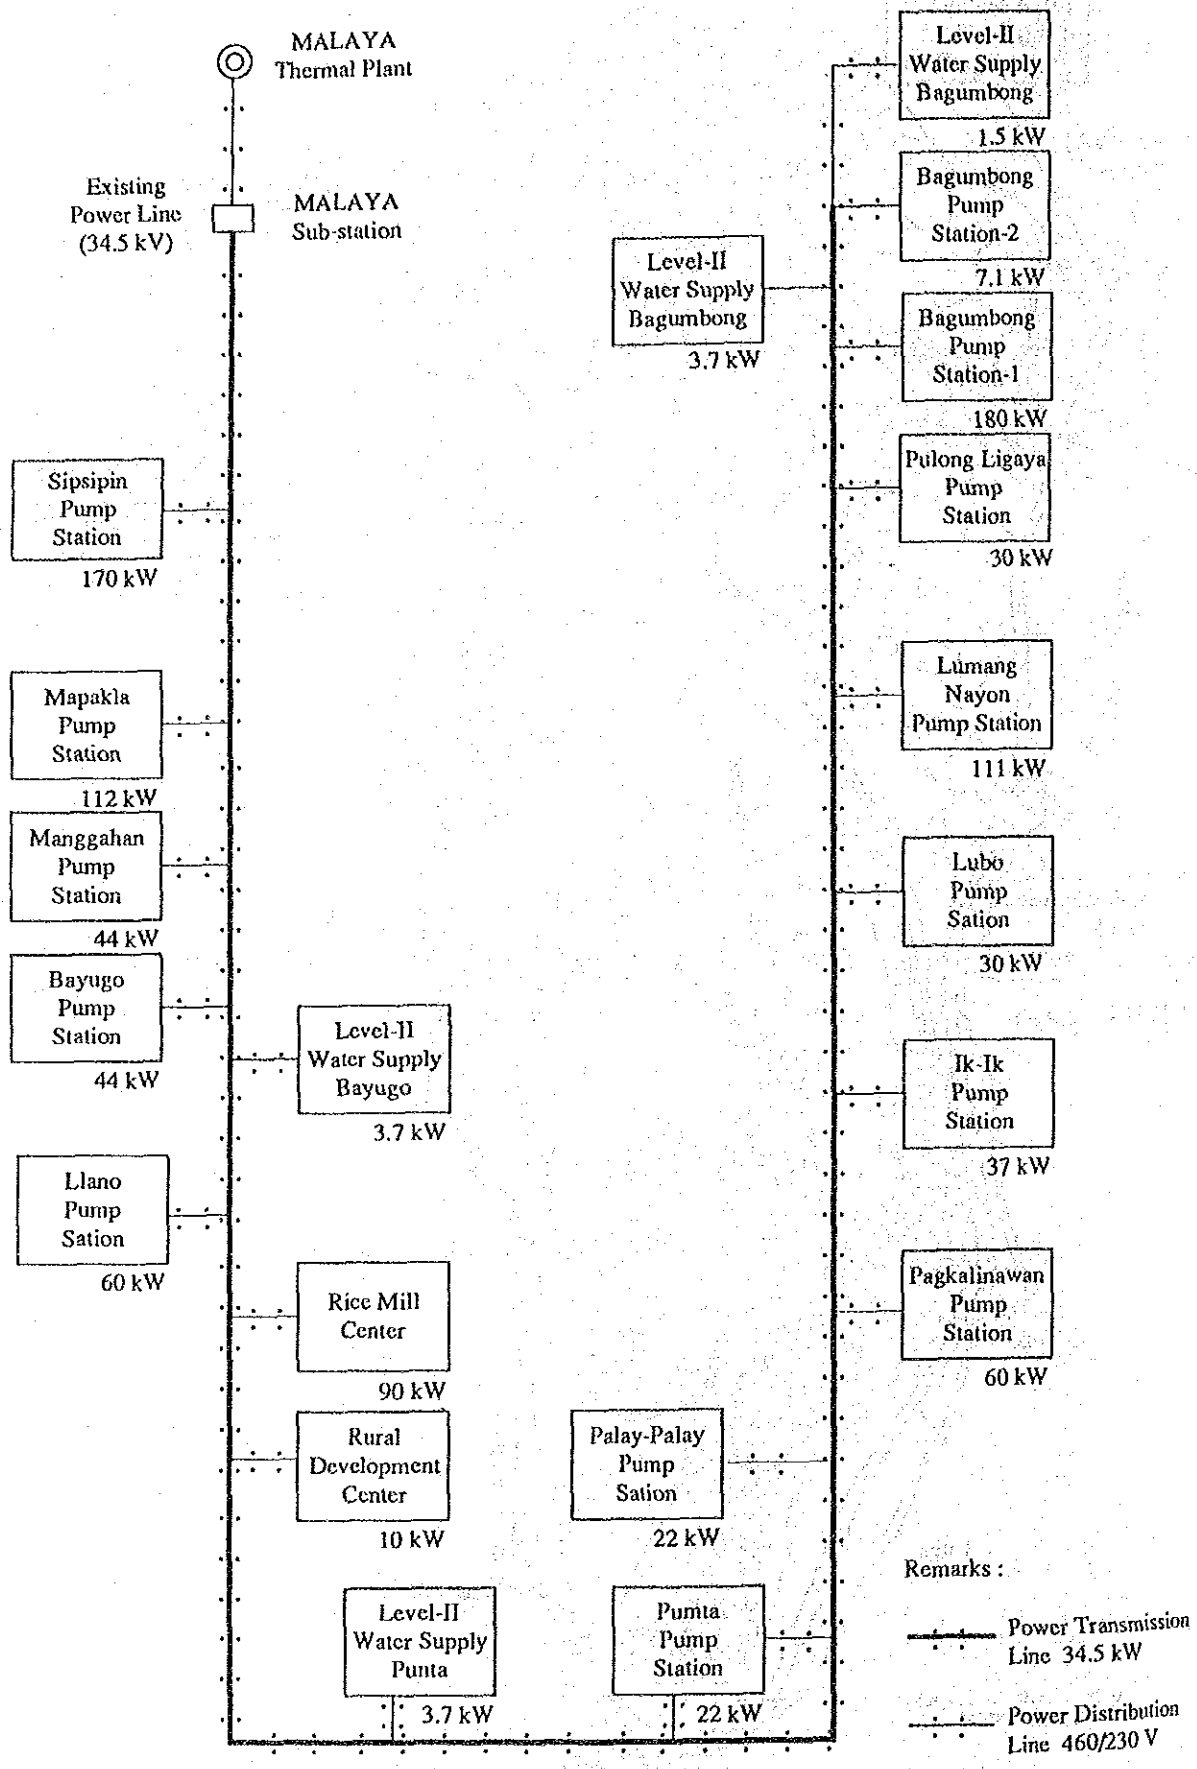 MALAYA
Thermal Plant
Existing
Power Line
(34.5 kV)
MALAYA
Sub-station
Sipsipin
Pump
Station
170 kW
Mapakla
Pump
Station
112 kW
Manggahan
Pump
Station
44 kW
Bayugo
Pump
Station
44 kW
Level-II
Water Supply
Bayugo
3.7 kW
Llano
Pump
Sation
60 kW
Rice Mill
Center
90 kW
Rural
Development
Center
10 kW
Level-II
Water Supply
Punta
3.7 kW
Pumta
Pump
Station
22 kW
Palay-Palay
Pump
Sation
22 kW
Level-II
Water Supply
Bagumbong
3.7 kW
Level-II
Water Supply
Bagumbong
1.5 kW
Bagumbong
Pump
Station-2
7.1 kW
Bagumbong
Pump
Station-1
180 kW
Pulong Ligaya
Pump
Station
30 kW
Lumang
Nayon
Pump Station
111 kW
Lubo
Pump
Sation
30 kW
Ik-Ik
Pump
Station
37 kW
Pagkalinawan
Pump
Station
60 kW
Remarks :
Power Transmission
Line 34.5 kW
Power Distribution
Line 460/230 V